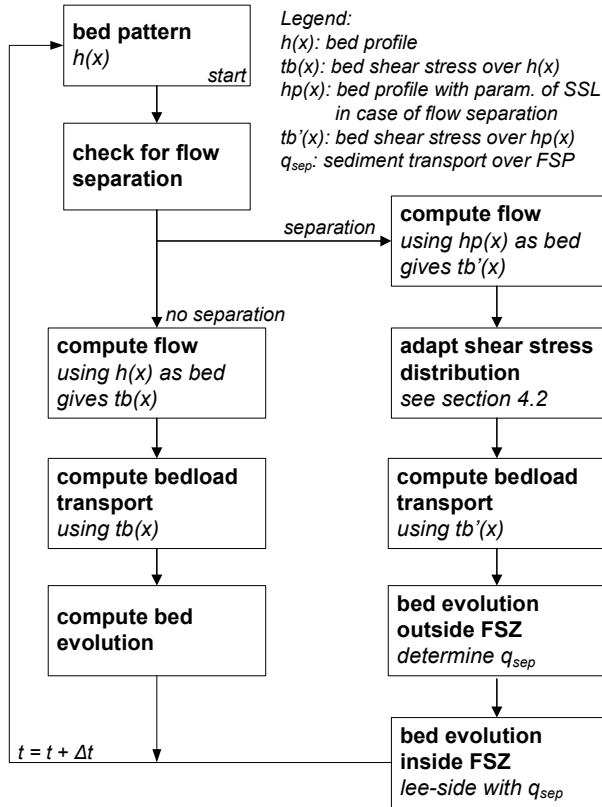 bed pattern
h(x)
start
Legend:
h(x): bed profile
tb(x): bed shear stress over h(x)
hp(x): bed profile with param. of SSL
in case of flow separation
tb’(x): bed shear stress over hp(x)
qsep: sediment transport over FSP
check for flow
separation
separation
compute flow
using hp(x) as bed
gives tb’(x)
no separation
compute flow
using h(x) as bed
gives tb(x)
adapt shear stress
distribution
see section 4.2
compute bedload
transport
using tb(x)
compute bedload
transport
using tb’(x)
compute bed
evolution
bed evolution
outside FSZ
determine qsep
t = t + Δt
bed evolution
inside FSZ
lee-side with qsep